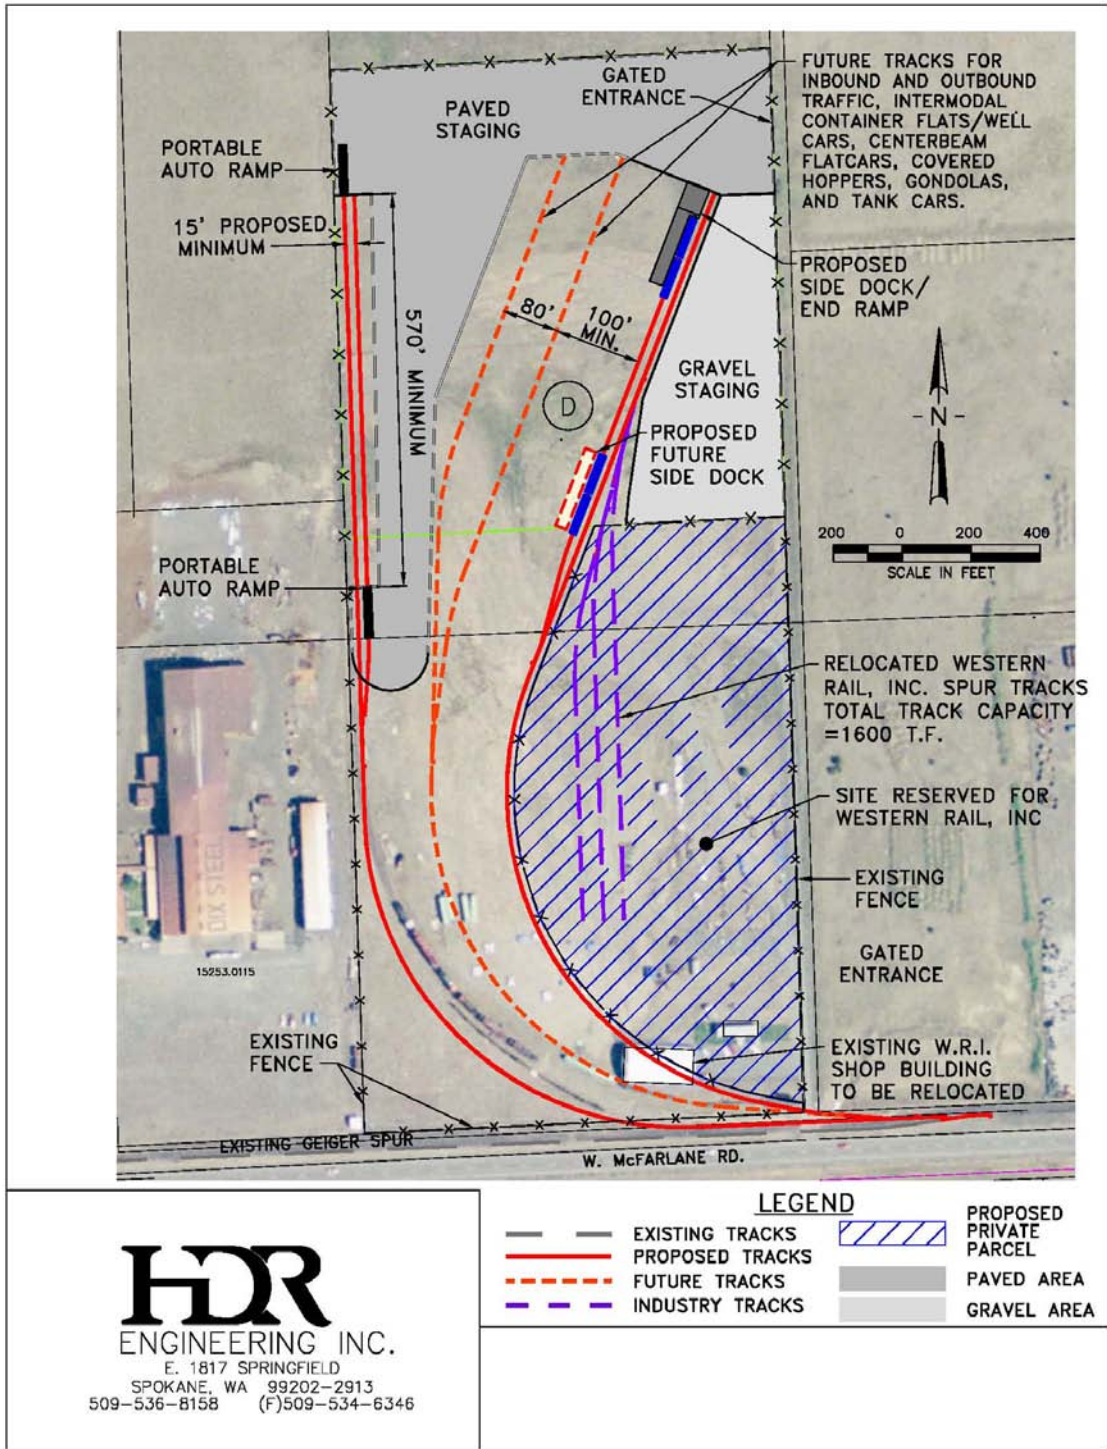 GATED
ENTRANCE
PAVED
STAGING
FUTURE TRACKS FOR
INBOUND AND OUTBOUND
TRAFFIC, INTERMODAL
CONTAINER FLATS/WELL
CARS, CENTERBEAM
FLATCARS, COVERED
HOPPERS, GONDOLAS,
AND TANK CARS.
PORTABLE
AUTO RAMP
15' PROPOSED
MINIMUM
PROPOSED
SIDE DOCK/
END RAMP
80'
100'
MIN.
570' MINIMUM
GRAVEL
STAGING
D
PROPOSED
FUTURE
SIDE DOCK
-N-
200 0 200 400
SCALE IN FEET
PORTABLE
AUTO RAMP
RELOCATED WESTERN
RAIL, INC. SPUR TRACKS
TOTAL TRACK CAPACITY
=1600 T.F.
SITE RESERVED FOR
WESTERN RAIL, INC
DIX STEEL
EXISTING
FENCE
GATED
ENTRANCE
15253.0115
EXISTING
FENCE
EXISTING W.R.I.
SHOP BUILDING
TO BE RELOCATED
EXISTING GEIGER SPUR
W. McFARLANE RD.
LEGEND
EXISTING TRACKS
PROPOSED TRACKS
FUTURE TRACKS
INDUSTRY TRACKS
PROPOSED
PRIVATE
PARCEL
PAVED AREA
GRAVEL AREA
HDR
ENGINEERING INC.
E. 1817 SPRINGFIELD
SPOKANE, WA 99202-2913
509-536-8158 (F)509-534-6346